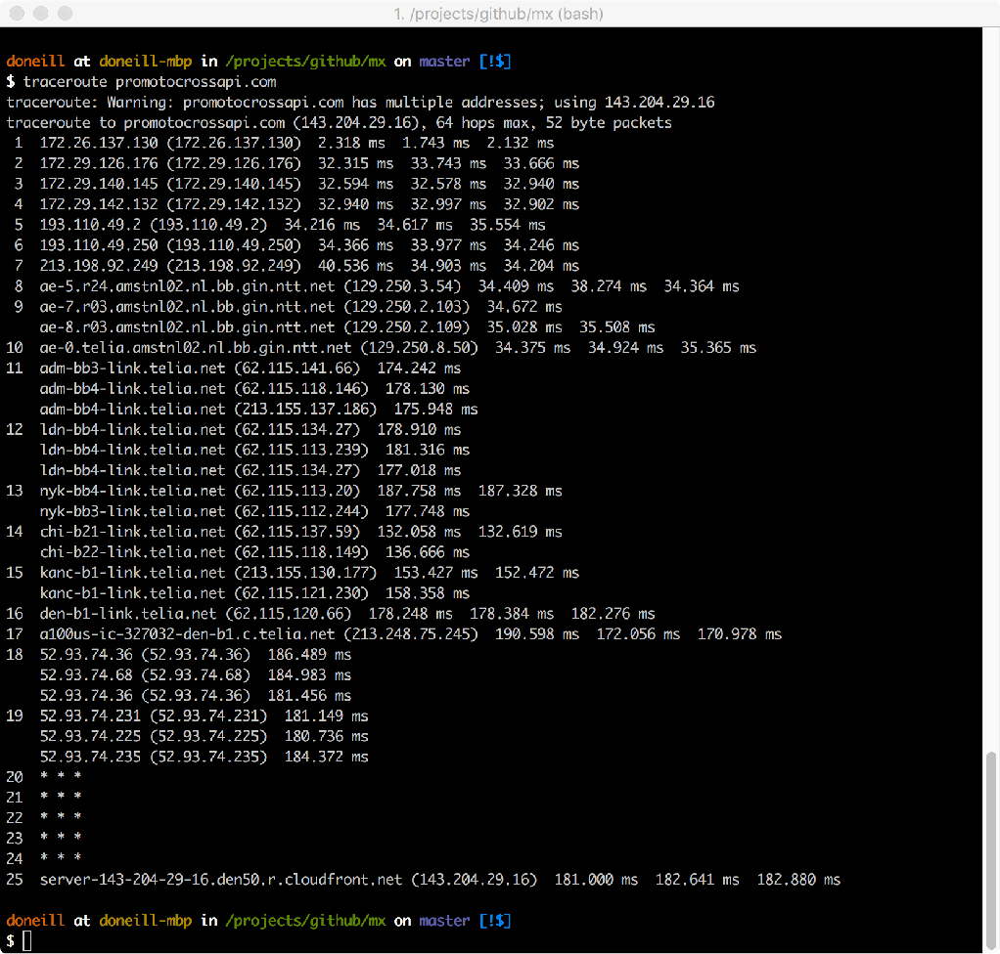 1. /projects/github/mx (bash)
doneill at doneill-mbp in /projects/github/mx on master [!$]
$ traceroute promotocrossapi.com
traceroute: Warning: promotocrossapi.com has multiple addresses; using 143.204.29.16
traceroute to promotocrossapi.com (143.204.29.16), 64 hops max, 52 byte packets
 1  172.26.137.130 (172.26.137.130)  2.318 ms  1.743 ms  2.132 ms
 2  172.29.126.176 (172.29.126.176)  32.315 ms  33.743 ms  33.666 ms
 3  172.29.140.145 (172.29.140.145)  32.594 ms  32.578 ms  32.940 ms
 4  172.29.142.132 (172.29.142.132)  32.940 ms  32.997 ms  32.902 ms
 5  193.110.49.2 (193.110.49.2)  34.216 ms  34.617 ms  35.554 ms
 6  193.110.49.250 (193.110.49.250)  34.366 ms  33.977 ms  34.246 ms
 7  213.198.92.249 (213.198.92.249)  40.536 ms  34.903 ms  34.204 ms
 8  ae-5.r24.amstnl02.nl.bb.gin.ntt.net (129.250.3.54)  34.409 ms  38.274 ms  34.364 ms
 9  ae-7.r03.amstnl02.nl.bb.gin.ntt.net (129.250.2.103)  34.672 ms
    ae-8.r03.amstnl02.nl.bb.gin.ntt.net (129.250.2.109)  35.028 ms  35.508 ms
10  ae-0.telia.amstnl02.nl.bb.gin.ntt.net (129.250.8.50)  34.375 ms  34.924 ms  35.365 ms
11  adm-bb3-link.telia.net (62.115.141.66)  174.242 ms
    adm-bb4-link.telia.net (62.115.118.146)  178.130 ms
    adm-bb4-link.telia.net (213.155.137.186)  175.948 ms
12  ldn-bb4-link.telia.net (62.115.134.27)  178.910 ms
    ldn-bb4-link.telia.net (62.115.113.239)  181.316 ms
    ldn-bb4-link.telia.net (62.115.134.27)  177.018 ms
13  nyk-bb4-link.telia.net (62.115.113.20)  187.758 ms  187.328 ms
    nyk-bb3-link.telia.net (62.115.112.244)  177.748 ms
14  chi-b21-link.telia.net (62.115.137.59)  132.058 ms  132.619 ms
    chi-b22-link.telia.net (62.115.118.149)  136.666 ms
15  kanc-b1-link.telia.net (213.155.130.177)  153.427 ms  152.472 ms
    kanc-b1-link.telia.net (62.115.121.230)  158.358 ms
16  den-b1-link.telia.net (62.115.120.66)  178.248 ms  178.384 ms  182.276 ms
17  a100us-ic-327032-den-b1.c.telia.net (213.248.75.245)  190.598 ms  172.056 ms  170.978 ms
18  52.93.74.36 (52.93.74.36)  186.489 ms
    52.93.74.68 (52.93.74.68)  184.983 ms
    52.93.74.36 (52.93.74.36)  181.456 ms
19  52.93.74.231 (52.93.74.231)  181.149 ms
    52.93.74.225 (52.93.74.225)  180.736 ms
    52.93.74.235 (52.93.74.235)  184.372 ms
20  * * *
21  * * *
22  * * *
23  * * *
24  * * *
25  server-143-204-29-16.den50.r.cloudfront.net (143.204.29.16)  181.000 ms  182.641 ms  182.880 ms
doneill at doneill-mbp in /projects/github/mx on master [!$]
$